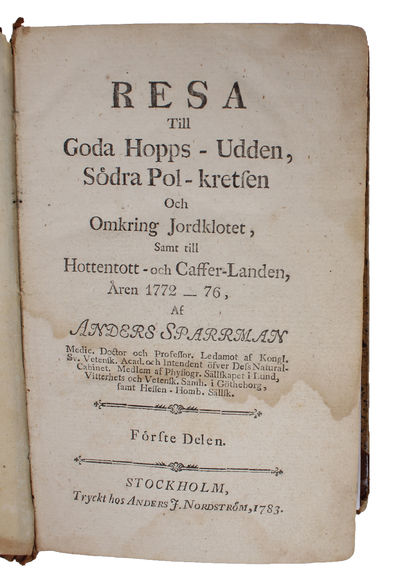 RESA
Till
Goda Hopps - Udden,
Södra Pol - kretſen
Och
Omkring Jordklotet,
Samt till
Hottentott - och Caffer-Landen,
Åren 1772 — 76,
Af
ANDERS SPARRMAN
Medic. Doctor och Profeſſor. Ledamot af Kongl.
Sv. Vetensk. Acad. och Intendent öfver Deſs Natural-
Cabinet. Medlem af Phyſiogr. Sällskapet i Lund,
Vitterhets och Vetensk. Samh. i Götheborg,
ſamt Heſſen - Homb. Sällſk.
Förſte Delen.
STOCKHOLM,
Tryckt hos ANDERS J. NORDSTRÖM, 1783.